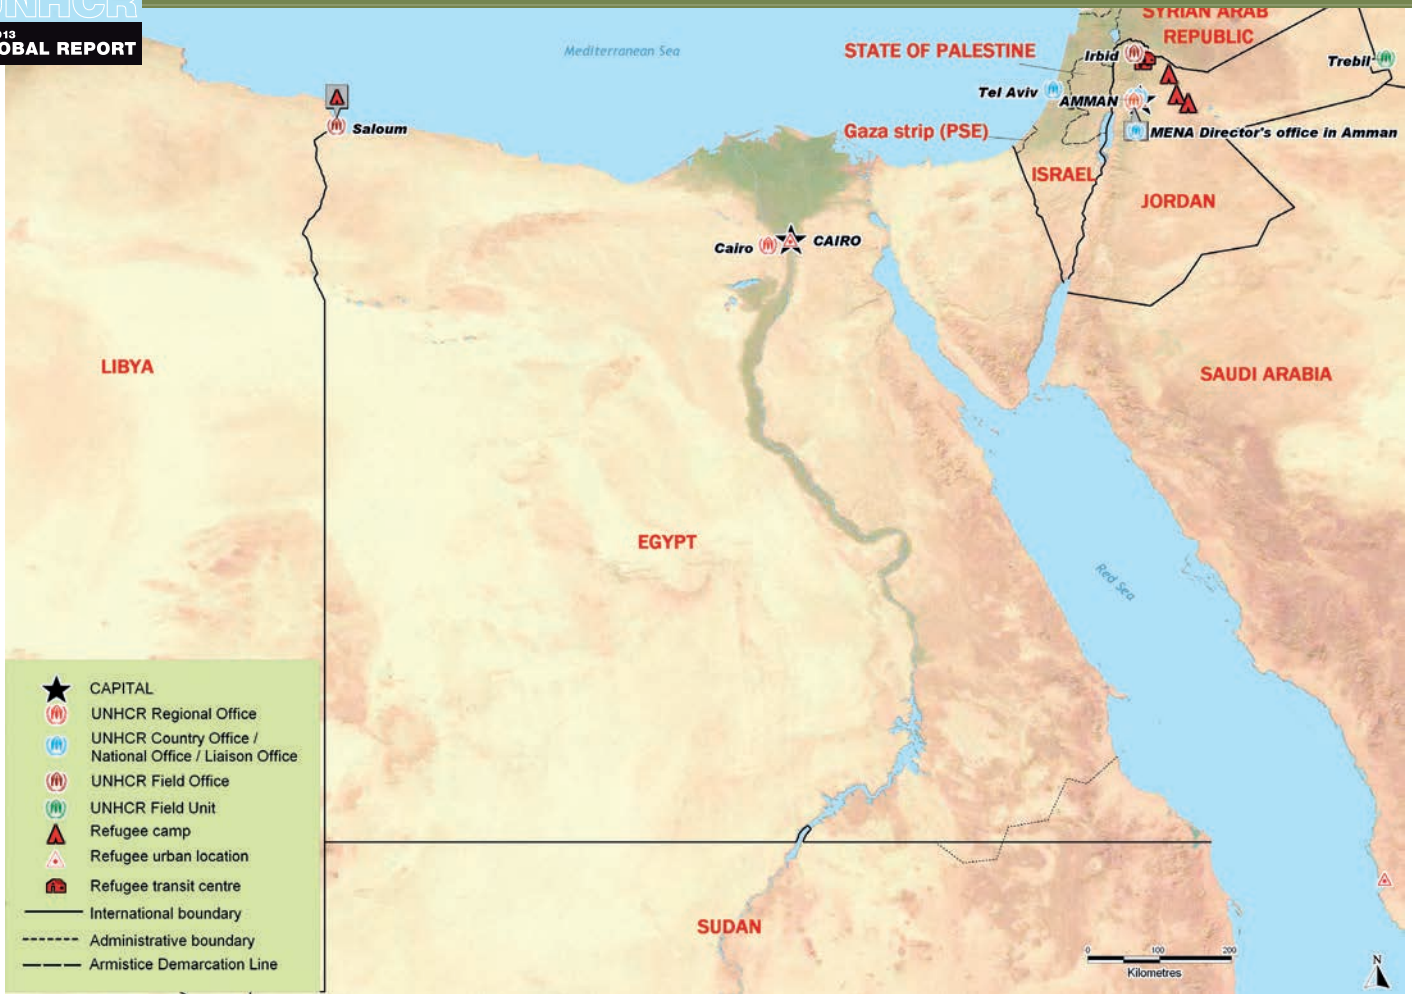 UNHCR
013
OBAL REPORT
SYRIAN ARAB
REPUBLIC
Mediterranean Sea
STATE OF PALESTINE
Irbid
Trebil
Tel Aviv
AMMAN
Saloum
Gaza strip (PSE)
MENA Director's office in Amman
ISRAEL
JORDAN
Cairo
CAIRO
LIBYA
SAUDI ARABIA
EGYPT
Red Sea
CAPITAL
UNHCR Regional Office
UNHCR Country Office /
National Office / Liaison Office
UNHCR Field Office
UNHCR Field Unit
Refugee camp
Refugee urban location
Refugee transit centre
International boundary
Administrative boundary
Armistice Demarcation Line
SUDAN
0 100 200
Kilometres
N